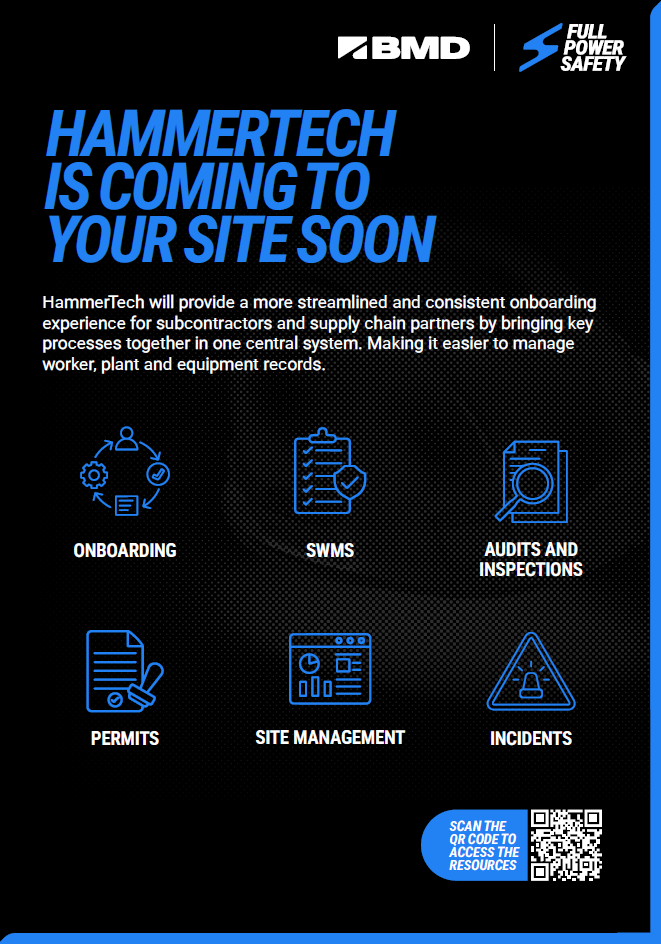 BMD
FULL
POWER
SAFETY
HAMMERTECH
IS COMING TO
YOUR SITE SOON
HammerTech will provide a more streamlined and consistent onboarding
experience for subcontractors and supply chain partners by bringing key
processes together in one central system. Making it easier to manage
worker, plant and equipment records.
ONBOARDING
SWMS
AUDITS AND
INSPECTIONS
PERMITS
SITE MANAGEMENT
INCIDENTS
SCAN THE
QR CODE TO
ACCESS THE
RESOURCES